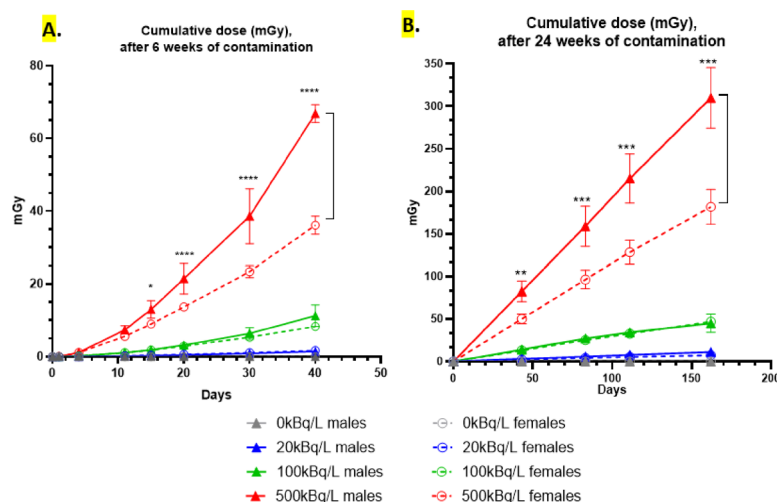 A.
Cumulative dose (mGy),
after 6 weeks of contamination
80
60
40
20
0
mGy
*
****
****
****
0
10
20
30
40
50
Days
B.
Cumulative dose (mGy),
after 24 weeks of contamination
350
300
250
200
150
100
50
0
mGy
**
***
***
***
0
50
100
150
200
Days
0kBq/L males
20kBq/L males
100kBq/L males
500kBq/L males
0kBq/L females
20kBq/L females
100kBq/L females
500kBq/L females